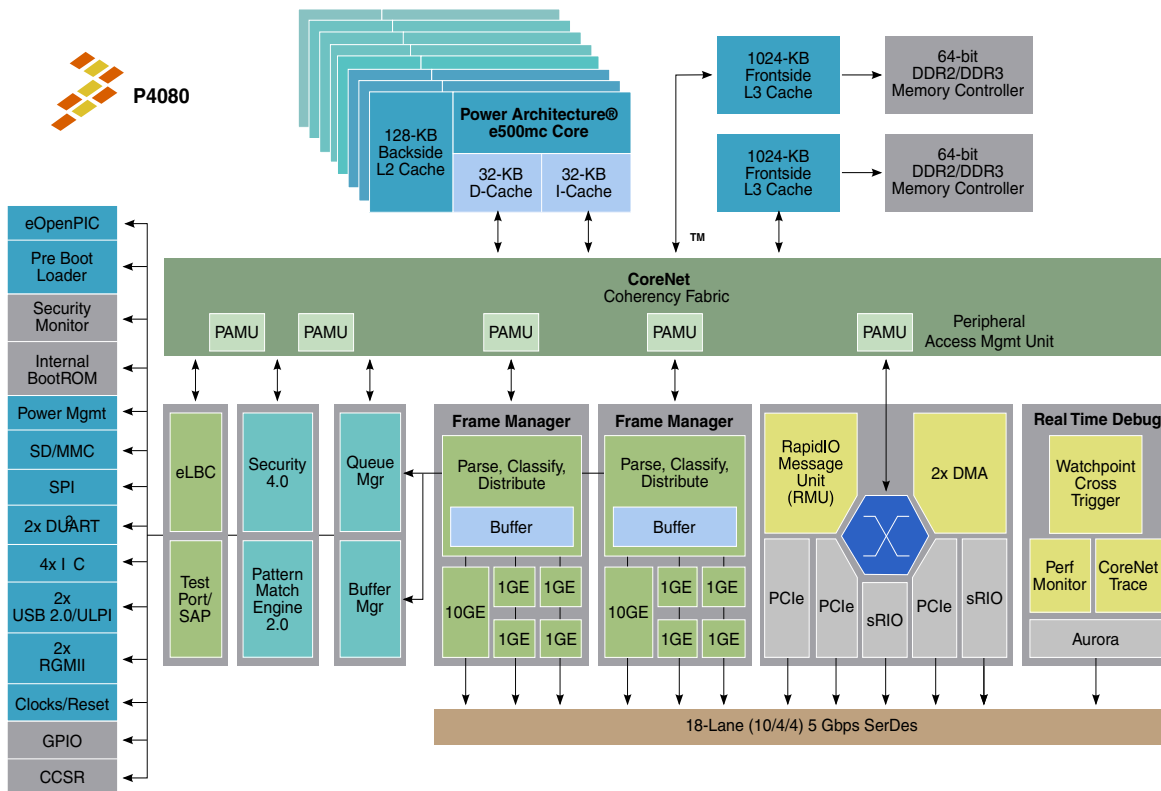 P4080
128-KB
Backside
L2 Cache
Power Architecture®
e500mc Core
32-KB
D-Cache
32-KB
I-Cache
1024-KB
Frontside
L3 Cache
64-bit
DDR2/DDR3
Memory Controller
1024-KB
Frontside
L3 Cache
64-bit
DDR2/DDR3
Memory Controller
TM
eOpenPIC
Pre Boot
Loader
Security
Monitor
Internal
BootROM
Power Mgmt
SD/MMC
SPI
2x DUART
2
4x I C
2x
USB 2.0/ULPI
2x
RGMII
Clocks/Reset
GPIO
CCSR
CoreNet
Coherency Fabric
PAMU
PAMU
PAMU
PAMU
PAMU
Peripheral
Access Mgmt Unit
eLBC
Test
Port/
SAP
Security
4.0
Pattern
Match
Engine
2.0
Queue
Mgr
Buffer
Mgr
Frame Manager
Parse, Classify,
Distribute
Buffer
10GE
1GE
1GE
1GE
1GE
Frame Manager
Parse, Classify,
Distribute
Buffer
10GE
1GE
1GE
1GE
1GE
RapidIO
Message
Unit
(RMU)
2x DMA
PCIe
PCIe
sRIO
PCIe
sRIO
Real Time Debug
Watchpoint
Cross
Trigger
Perf
Monitor
CoreNet
Trace
Aurora
18-Lane (10/4/4) 5 Gbps SerDes